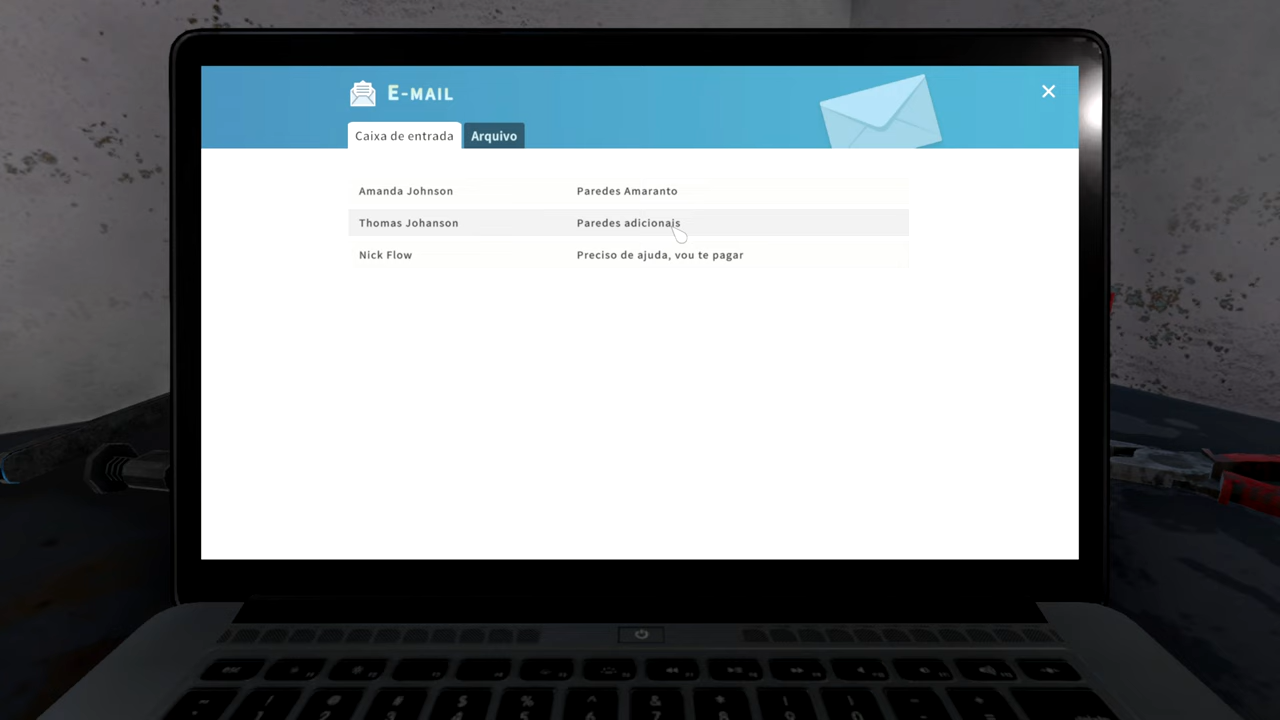 E-MAIL
Caixa de entrada
Arquivo
Amanda Johnson Paredes Amaranto
Thomas Johanson Paredes adicionais
Nick Flow Preciso de ajuda, vou te pagar